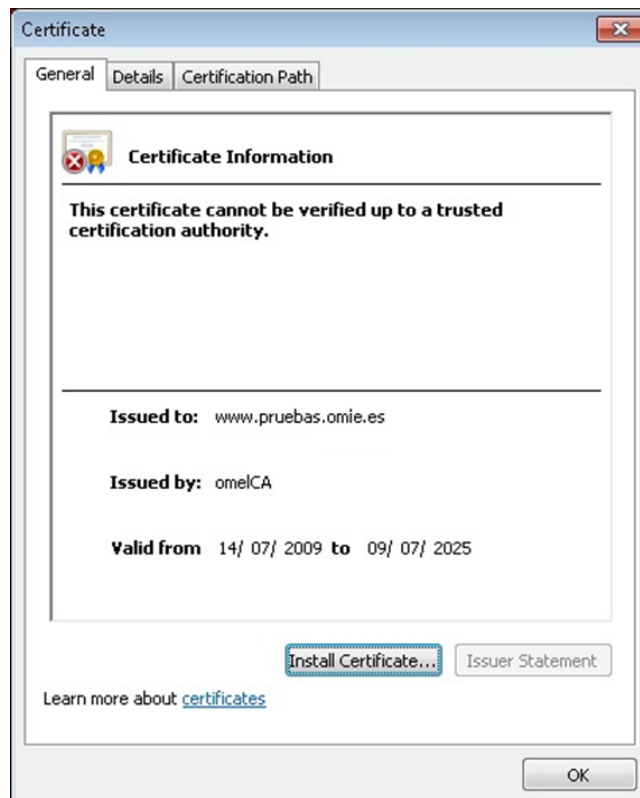 Certificate
General Details Certification Path
Certificate Information
This certificate cannot be verified up to a trusted
certification authority.
Issued to: www.pruebas.omie.es
Issued by: omelCA
Valid from 14/ 07/ 2009 to 09/ 07/ 2025
Install Certificate... Issuer Statement
Learn more about certificates
OK